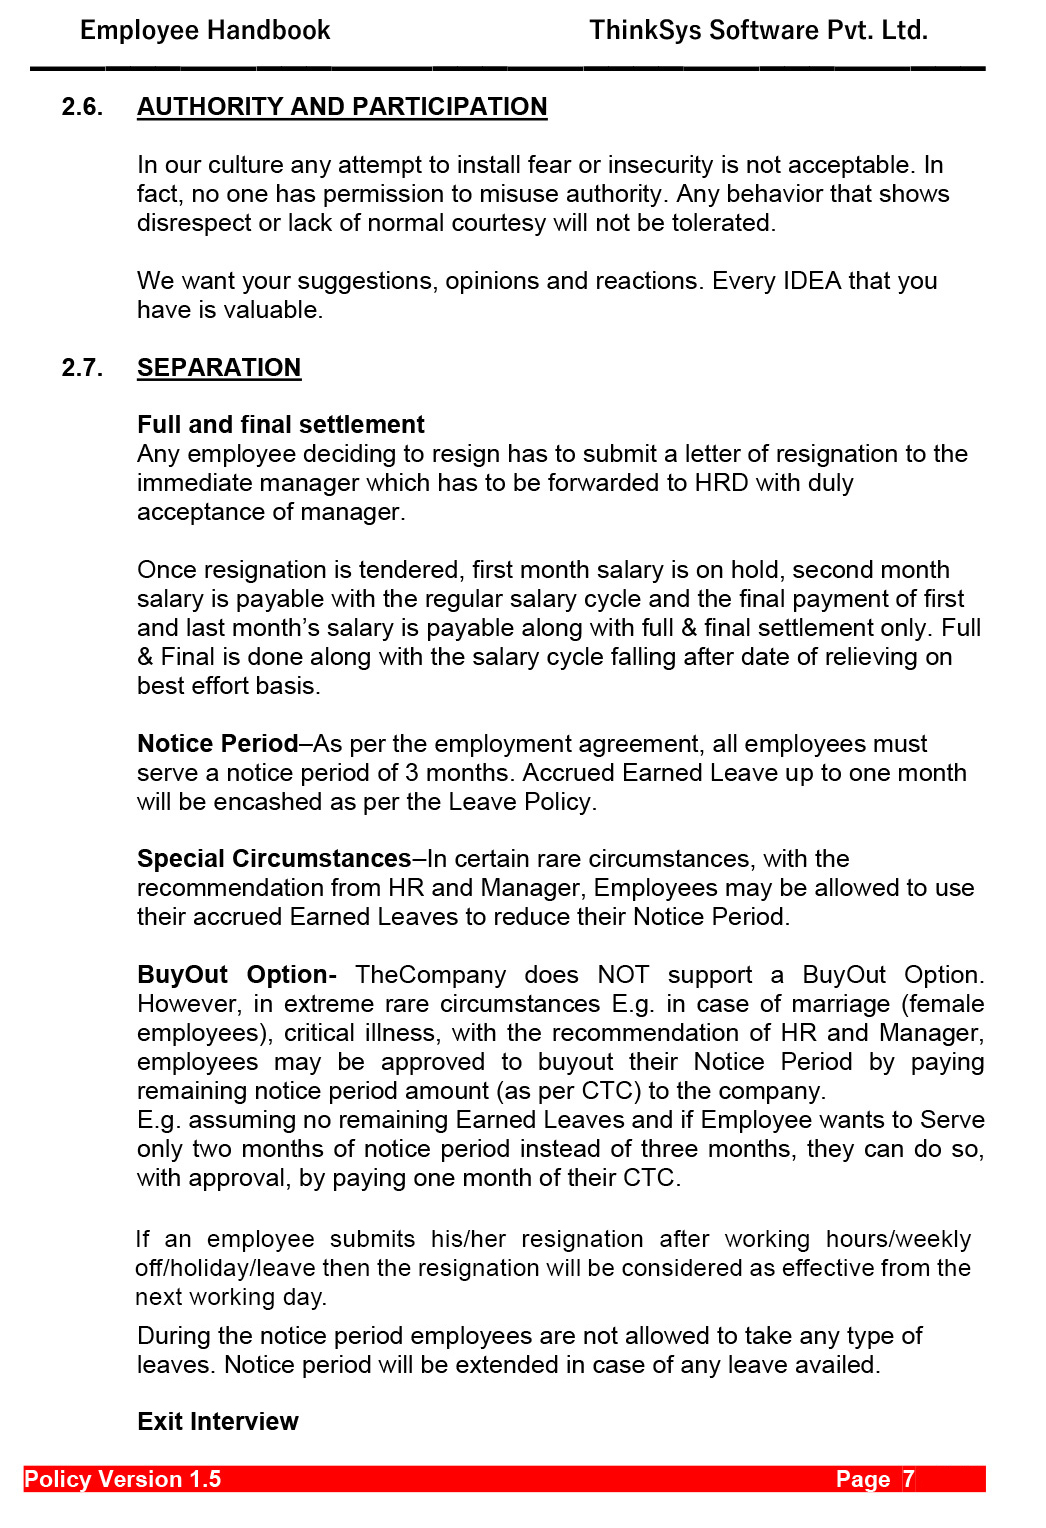 Employee Handbook ThinkSys Software Pvt. Ltd.
2.6. AUTHORITY AND PARTICIPATION
In our culture any attempt to install fear or insecurity is not acceptable. In
fact, no one has permission to misuse authority. Any behavior that shows
disrespect or lack of normal courtesy will not be tolerated.
We want your suggestions, opinions and reactions. Every IDEA that you
have is valuable.
2.7. SEPARATION
Full and final settlement
Any employee deciding to resign has to submit a letter of resignation to the
immediate manager which has to be forwarded to HRD with duly
acceptance of manager.
Once resignation is tendered, first month salary is on hold, second month
salary is payable with the regular salary cycle and the final payment of first
and last month’s salary is payable along with full & final settlement only. Full
& Final is done along with the salary cycle falling after date of relieving on
best effort basis.
Notice Period–As per the employment agreement, all employees must
serve a notice period of 3 months. Accrued Earned Leave up to one month
will be encashed as per the Leave Policy.
Special Circumstances–In certain rare circumstances, with the
recommendation from HR and Manager, Employees may be allowed to use
their accrued Earned Leaves to reduce their Notice Period.
BuyOut Option- TheCompany does NOT support a BuyOut Option.
However, in extreme rare circumstances E.g. in case of marriage (female
employees), critical illness, with the recommendation of HR and Manager,
employees may be approved to buyout their Notice Period by paying
remaining notice period amount (as per CTC) to the company.
E.g. assuming no remaining Earned Leaves and if Employee wants to Serve
only two months of notice period instead of three months, they can do so,
with approval, by paying one month of their CTC.
If an employee submits his/her resignation after working hours/weekly
off/holiday/leave then the resignation will be considered as effective from the
next working day.
During the notice period employees are not allowed to take any type of
leaves. Notice period will be extended in case of any leave availed.
Exit Interview
Policy Version 1.5 Page 7